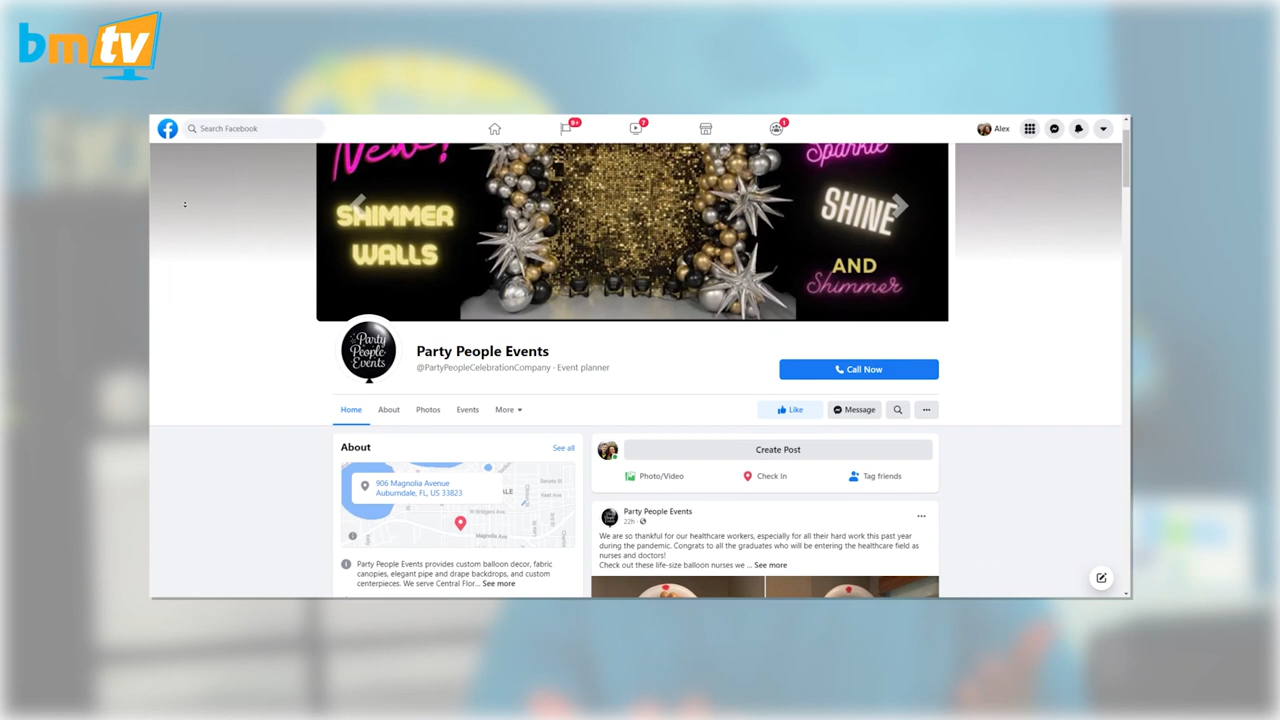 bmtv
Search Facebook
9+
7
1
Alex
New!
SHIMMER
WALLS
Sparkle
SHINE
AND
Shimmer
Party
People
Events
Party People Events
@PartyPeopleCelebrationCompany · Event planner
Call Now
Home
About
Photos
Events
More
Like
Message
About
See all
906 Magnolia Avenue
Auburndale, FL, US 33823
Magnolia Ave
Party People Events provides custom balloon decor, fabric
canopies, elegant pipe and drape backdrops, and custom
centerpieces. We serve Central Flor... See more
Create Post
Photo/Video
Check In
Tag friends
Party People Events
22h ·
We are so thankful for our healthcare workers, especially for all their hard work this past year
during the pandemic. Congrats to all the graduates who will be entering the healthcare field as
nurses and doctors!
Check out these life-size balloon nurses we ... See more